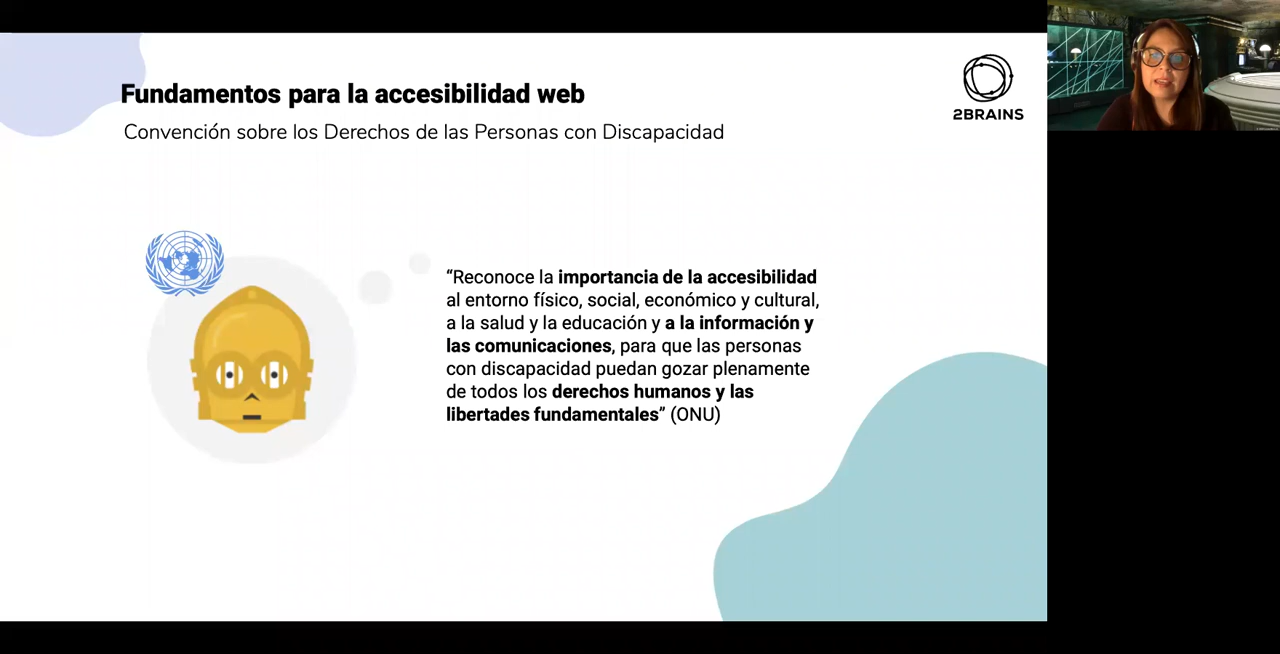 Fundamentos para la accesibilidad web
2BRAINS
Convención sobre los Derechos de las Personas con Discapacidad
“Reconoce la importancia de la accesibilidad
al entorno físico, social, económico y cultural,
a la salud y la educación y a la información y
las comunicaciones, para que las personas
con discapacidad puedan gozar plenamente
de todos los derechos humanos y las
libertades fundamentales” (ONU)